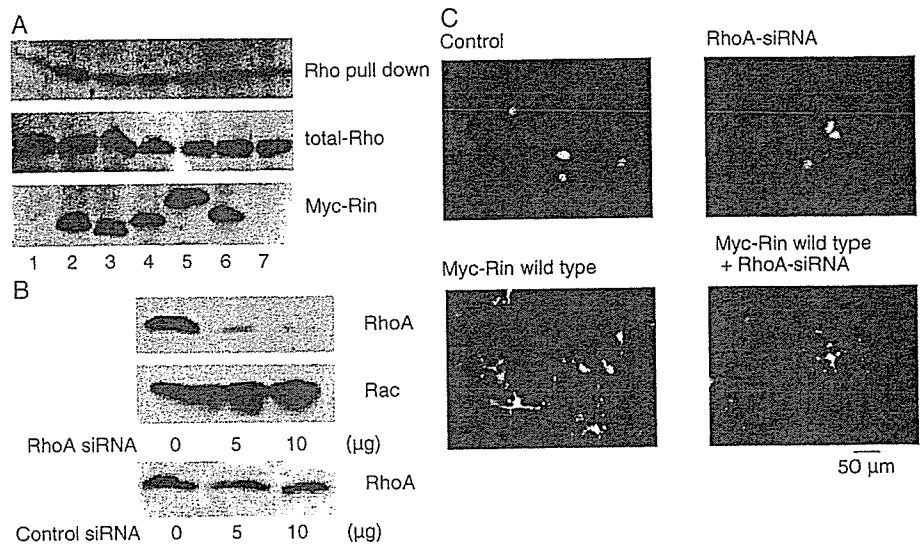 A
Rho pull down
total-Rho
Myc-Rin
1 2 3 4 5 6 7
B
RhoA
Rac
RhoA siRNA 0 5 10 (µg)
RhoA
Control siRNA 0 5 10 (µg)
C
Control
RhoA-siRNA
Myc-Rin wild type
Myc-Rin wild type
+ RhoA-siRNA
50 µm